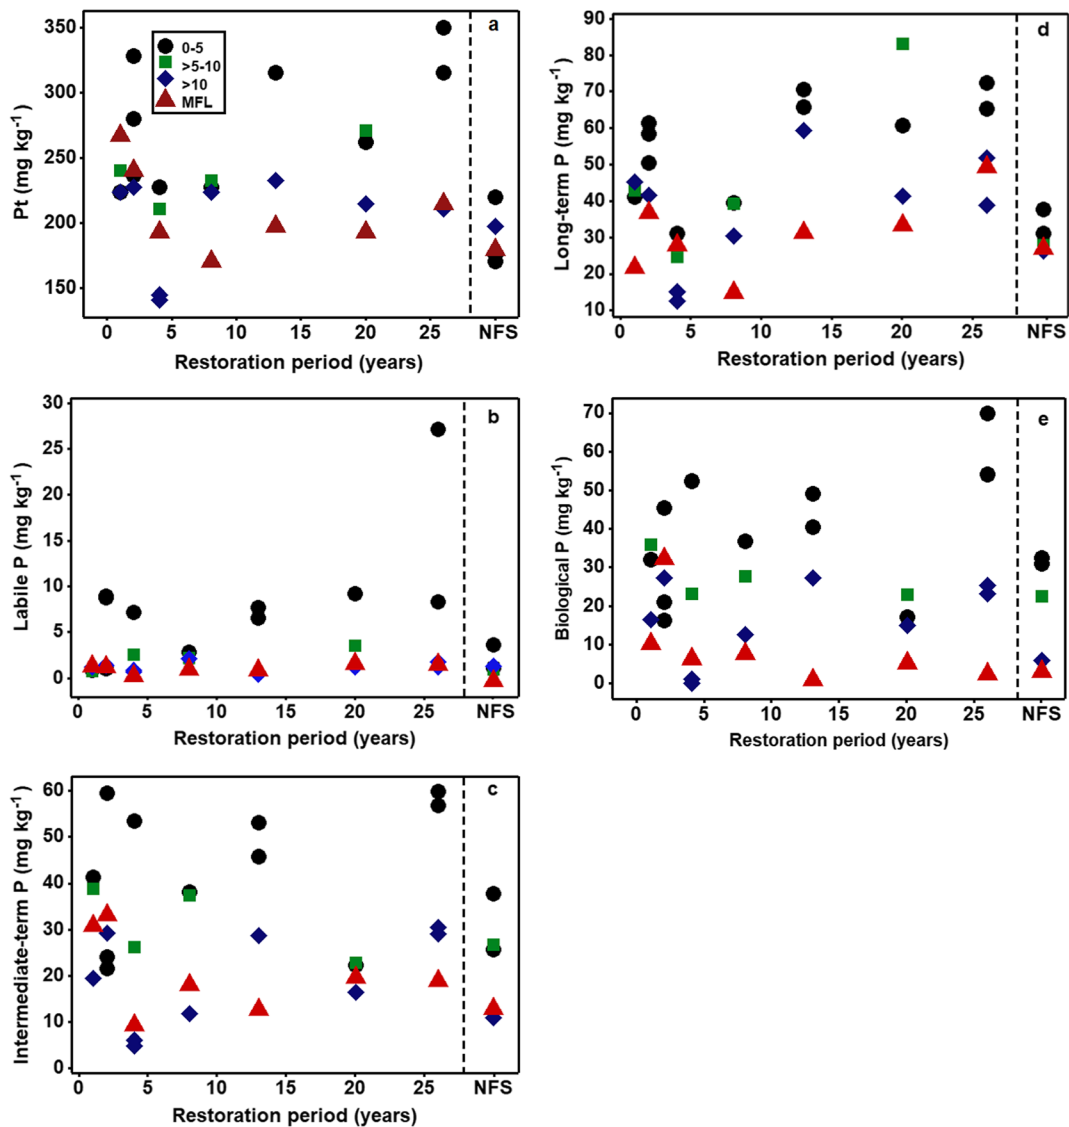 a
Pt (mg kg-1)
350
300
250
200
150
0-5
>5-10
>10
MFL
0 5 10 15 20 25 NFS
Restoration period (years)
d
Long-term P (mg kg-1)
90
80
70
60
50
40
30
20
10
0 5 10 15 20 25 NFS
Restoration period (years)
b
Labile P (mg kg-1)
30
25
20
15
10
5
0
0 5 10 15 20 25 NFS
Restoration period (years)
e
Biological P (mg kg-1)
70
60
50
40
30
20
10
0
0 5 10 15 20 25 NFS
Restoration period (years)
c
Intermediate-term P (mg kg-1)
60
50
40
30
20
10
0
0 5 10 15 20 25 NFS
Restoration period (years)